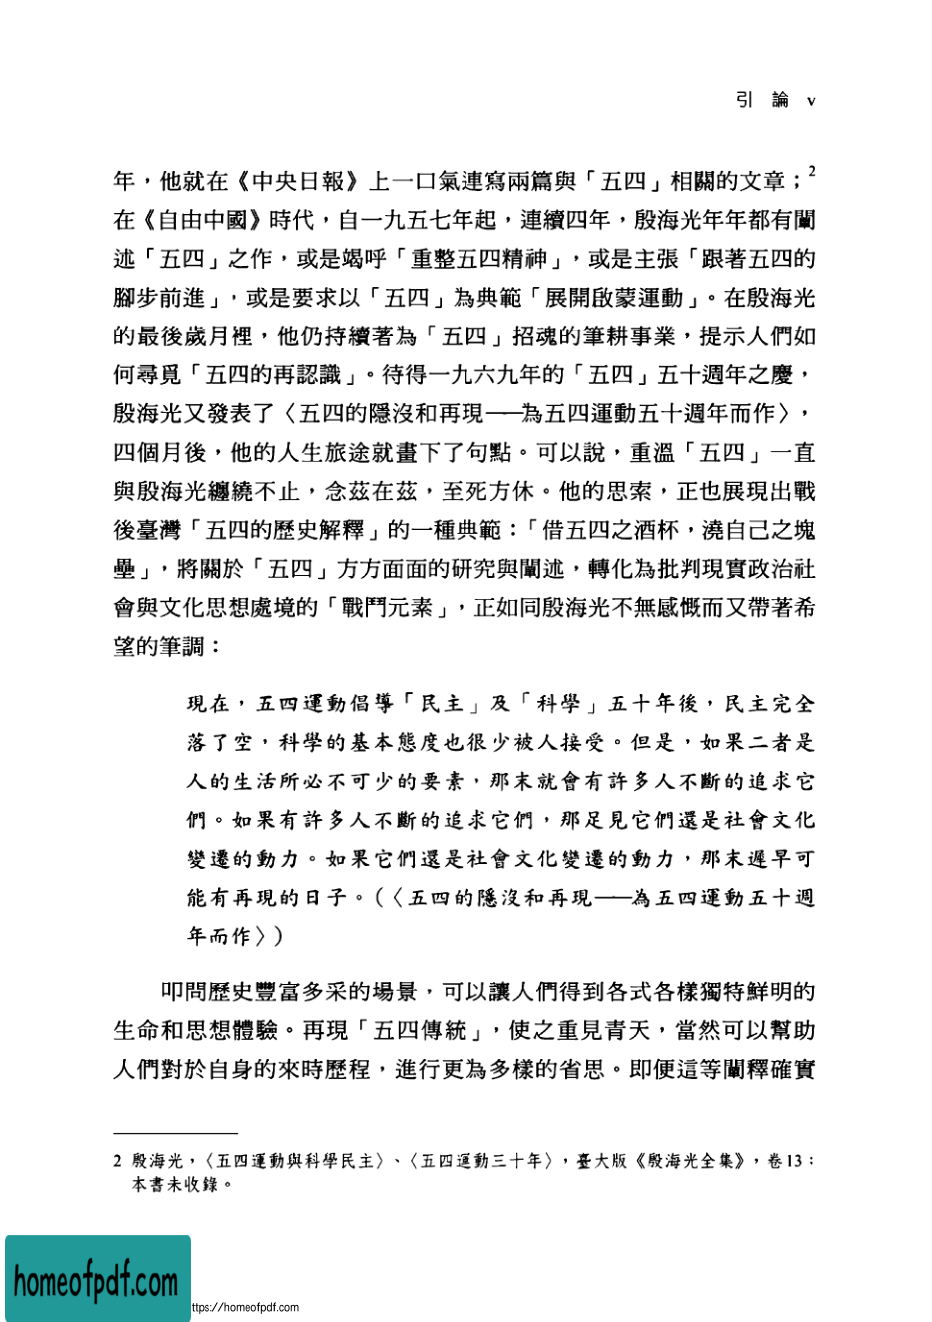 引 論 v
年，他就在《中央日報》上一口氣連寫兩篇與「五四」相關的文章；2
在《自由中國》時代，自一九五七年起，連續四年，殷海光年年都有闡
述「五四」之作，或是竭呼「重整五四精神」，或是主張「跟著五四的
腳步前進」，或是要求以「五四」為典範「展開啟蒙運動」。在殷海光
的最後歲月裡，他仍持續著為「五四」招魂的筆耕事業，提示人們如
何尋覓「五四的再認識」。待得一九六九年的「五四」五十週年之慶，
殷海光又發表了〈五四的隱沒和再現——為五四運動五十週年而作〉，
四個月後，他的人生旅途就畫下了句點。可以說，重溫「五四」一直
與殷海光纏繞不止，念茲在茲，至死方休。他的思索，正也展現出戰
後臺灣「五四的歷史解釋」的一種典範：「借五四之酒杯，澆自己之塊
壘」，將關於「五四」方方面面的研究與闡述，轉化為批判現實政治社
會與文化思想處境的「戰鬥元素」，正如同殷海光不無感慨而又帶著希
望的筆調：
現在，五四運動倡導「民主」及「科學」五十年後，民主完全
落了空，科學的基本態度也很少被人接受。但是，如果二者是
人的生活所必不可少的要素，那末就會有許多人不斷的追求它
們。如果有許多人不斷的追求它們，那足見它們還是社會文化
變遷的動力。如果它們還是社會文化變遷的動力，那末遲早可
能有再現的日子。(〈五四的隱沒和再現——為五四運動五十週
年而作〉)
叩問歷史豐富多采的場景，可以讓人們得到各式各樣獨特鮮明的
生命和思想體驗。再現「五四傳統」，使之重見青天，當然可以幫助
人們對於自身的來時歷程，進行更為多樣的省思。即便這等闡釋確實
2 殷海光，〈五四運動與科學民主〉、〈五四運動三十年〉，臺大版《殷海光全集》，卷13；
本書未收錄。
homeofpdf.com
ttps://homeofpdf.com